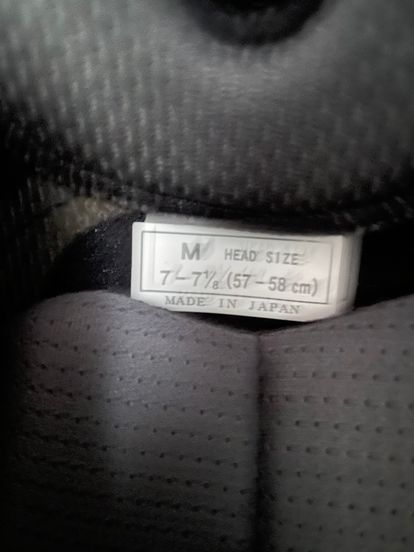 M HEAD SIZE
7-7⅛ (57-58 cm)
MADE IN JAPAN